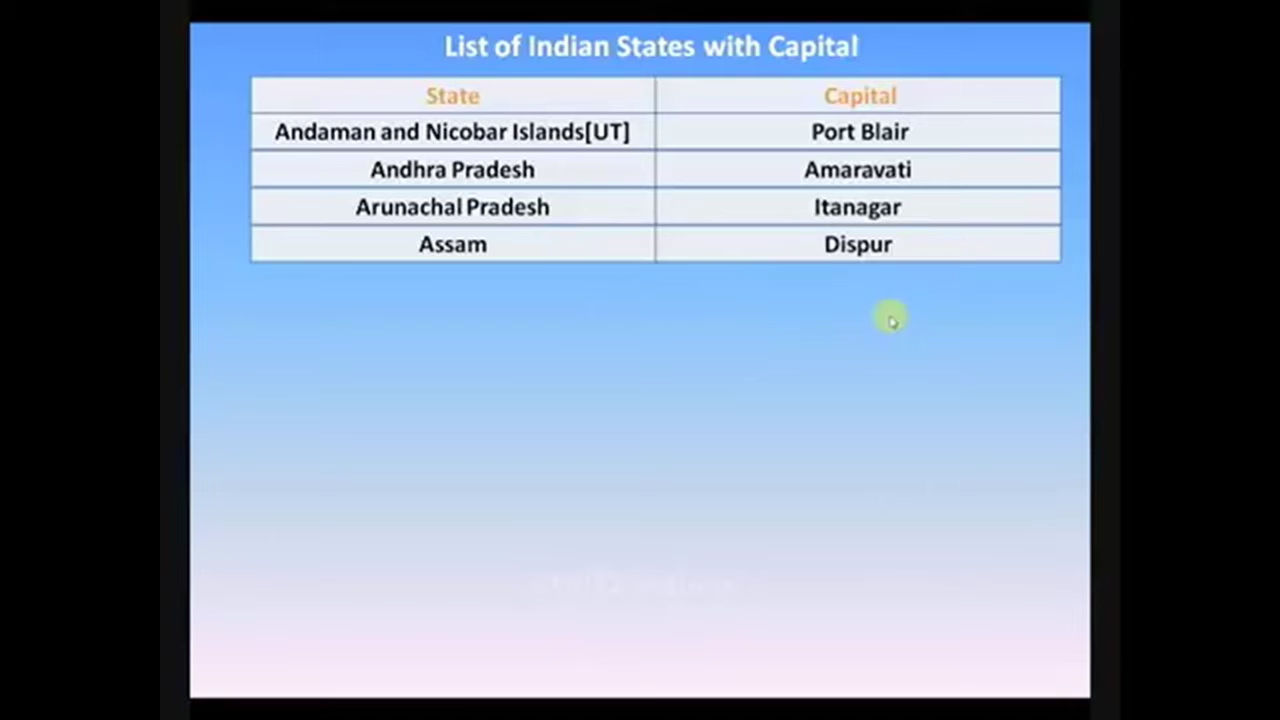 List of Indian States with Capital
State Capital
Andaman and Nicobar Islands[UT] Port Blair
Andhra Pradesh Amaravati
Arunachal Pradesh Itanagar
Assam Dispur